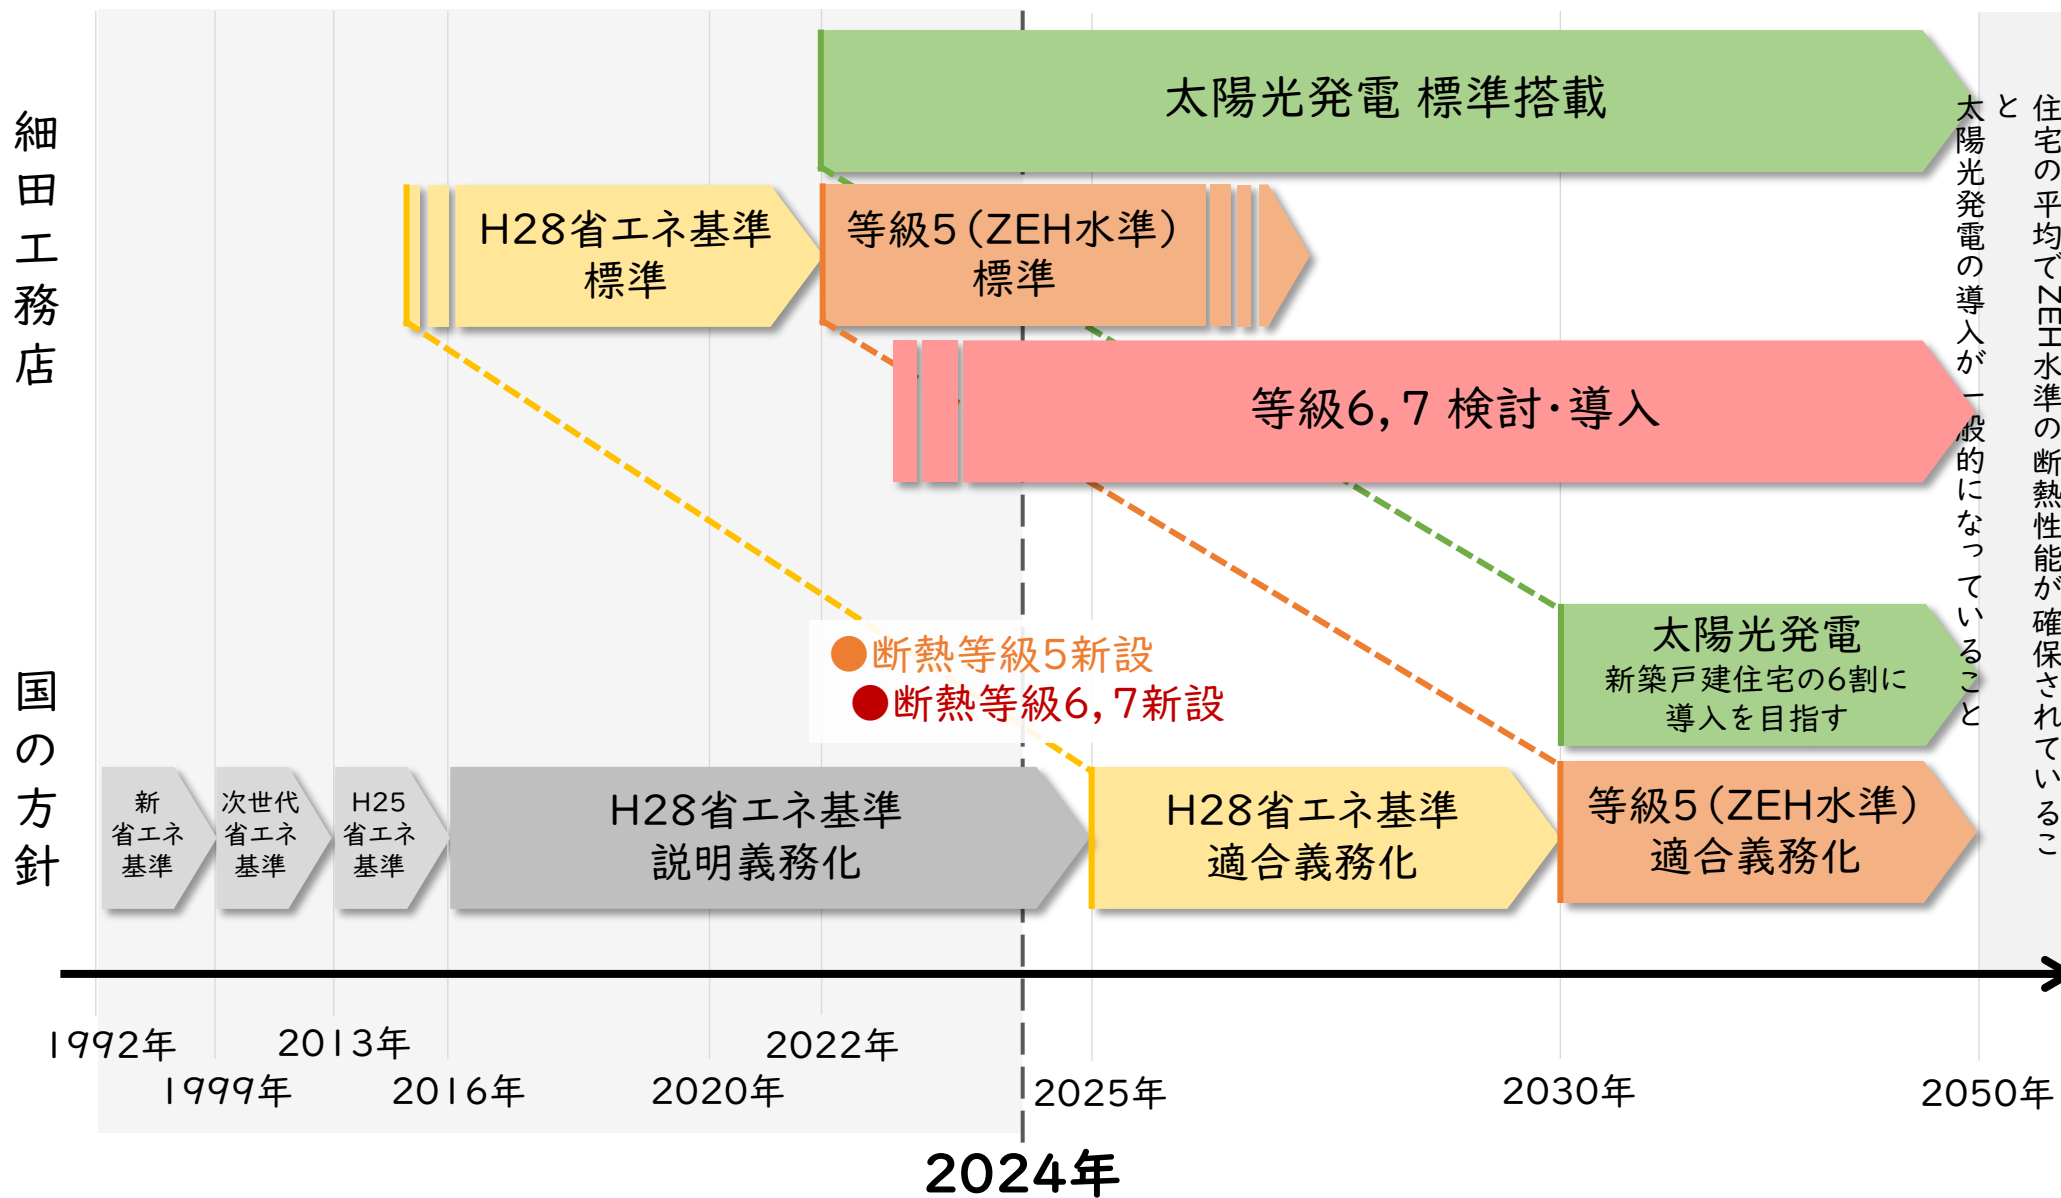 細田工務店
太陽光発電 標準搭載
H28省エネ基準
標準
等級5（ZEH水準）
標準
等級6，7 検討・導入
住宅の平均でZEH水準の断熱性能が確保されているこ
と
太陽光発電の導入が一般的になっていること
国の方針
●断熱等級5新設
●断熱等級6，7新設
太陽光発電
新築戸建住宅の6割に
導入を目指す
新
省エネ
基準
次世代
省エネ
基準
H25
省エネ
基準
H28省エネ基準
説明義務化
H28省エネ基準
適合義務化
等級5（ZEH水準）
適合義務化
1992年
1999年
2013年
2016年
2020年
2022年
2024年
2025年
2030年
2050年